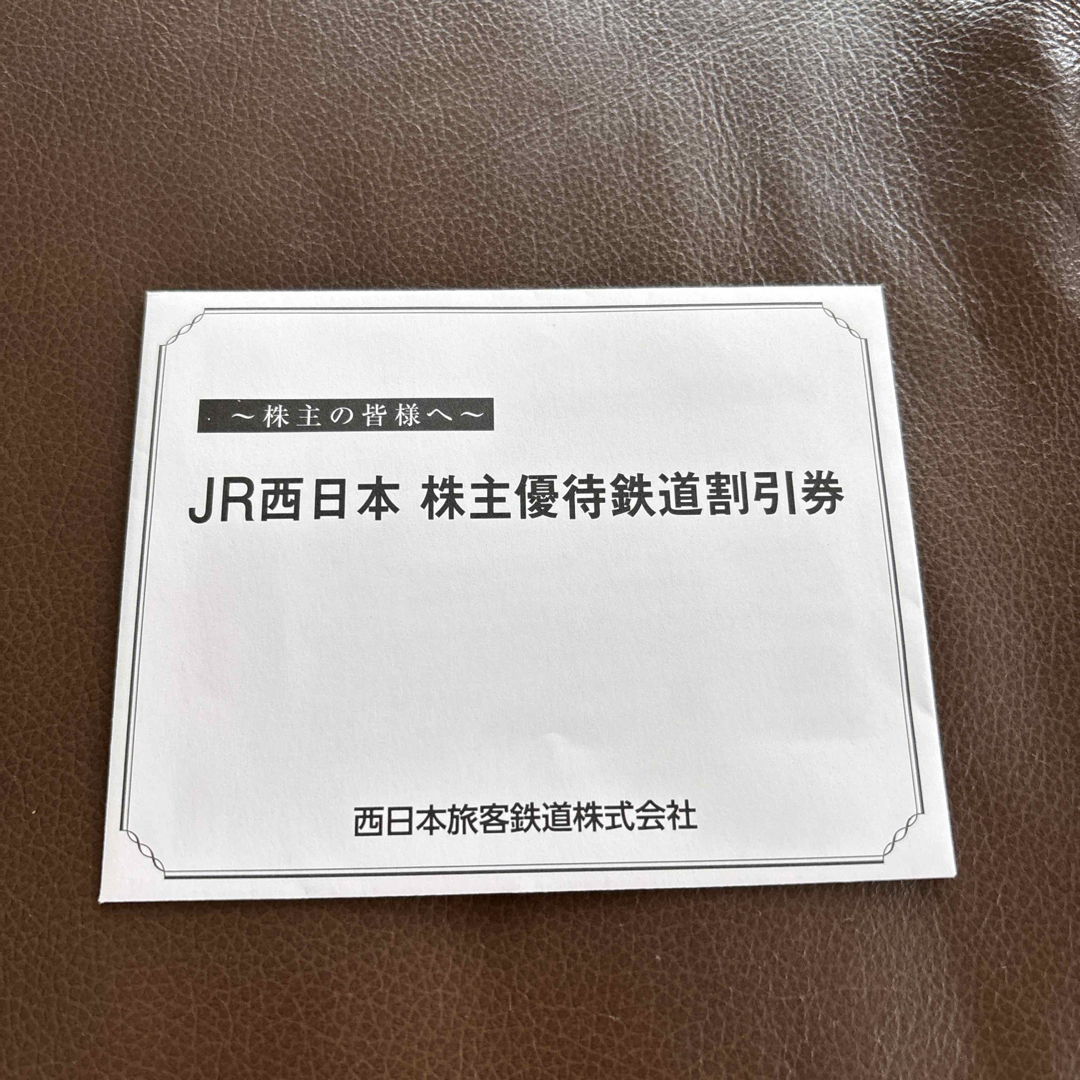 ～株主の皆様へ～
JR西日本 株主優待鉄道割引券
西日本旅客鉄道株式会社